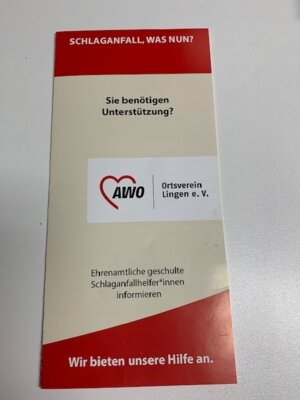 SCHLAGANFALL, WAS NUN?
Sie benötigen
Unterstützung?
AWO
Ortsverein
Lingen e. V.
Ehrenamtliche geschulte
Schlaganfallhelfer*innen
informieren
Wir bieten unsere Hilfe an.